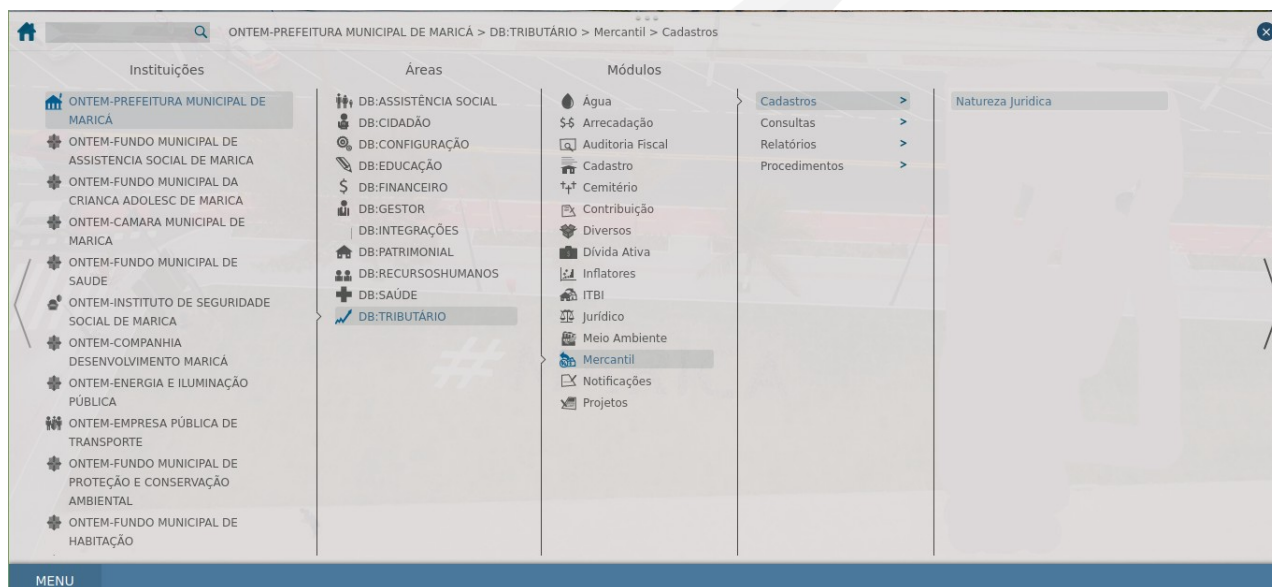 ONTEM-PREFEITURA MUNICIPAL DE MARICÁ > DB:TRIBUTÁRIO > Mercantil > Cadastros
Instituições
ONTEM-PREFEITURA MUNICIPAL DE
MARICÁ
ONTEM-FUNDO MUNICIPAL DE
ASSISTENCIA SOCIAL DE MARICA
ONTEM-FUNDO MUNICIPAL DA
CRIANCA ADOLESC DE MARICA
ONTEM-CAMARA MUNICIPAL DE
MARICA
ONTEM-FUNDO MUNICIPAL DE
SAUDE
ONTEM-INSTITUTO DE SEGURIDADE
SOCIAL DE MARICA
ONTEM-COMPANHIA
DESENVOLVIMENTO MARICÁ
ONTEM-ENERGIA E ILUMINAÇÃO
PÚBLICA
ONTEM-EMPRESA PÚBLICA DE
TRANSPORTE
ONTEM-FUNDO MUNICIPAL DE
PROTEÇÃO E CONSERVAÇÃO
AMBIENTAL
ONTEM-FUNDO MUNICIPAL DE
HABITAÇÃO
Áreas
DB:ASSISTÊNCIA SOCIAL
DB:CIDADÃO
DB:CONFIGURAÇÃO
DB:EDUCAÇÃO
DB:FINANCEIRO
DB:GESTOR
DB:INTEGRAÇÕES
DB:PATRIMONIAL
DB:RECURSOSHUMANOS
DB:SAÚDE
DB:TRIBUTÁRIO
Módulos
Água
Arrecadação
Auditoria Fiscal
Cadastro
Cemitério
Contribuição
Diversos
Dívida Ativa
Inflatores
ITBI
Jurídico
Meio Ambiente
Mercantil
Notificações
Projetos
Cadastros >
Consultas >
Relatórios >
Procedimentos >
Natureza Juridica
MENU